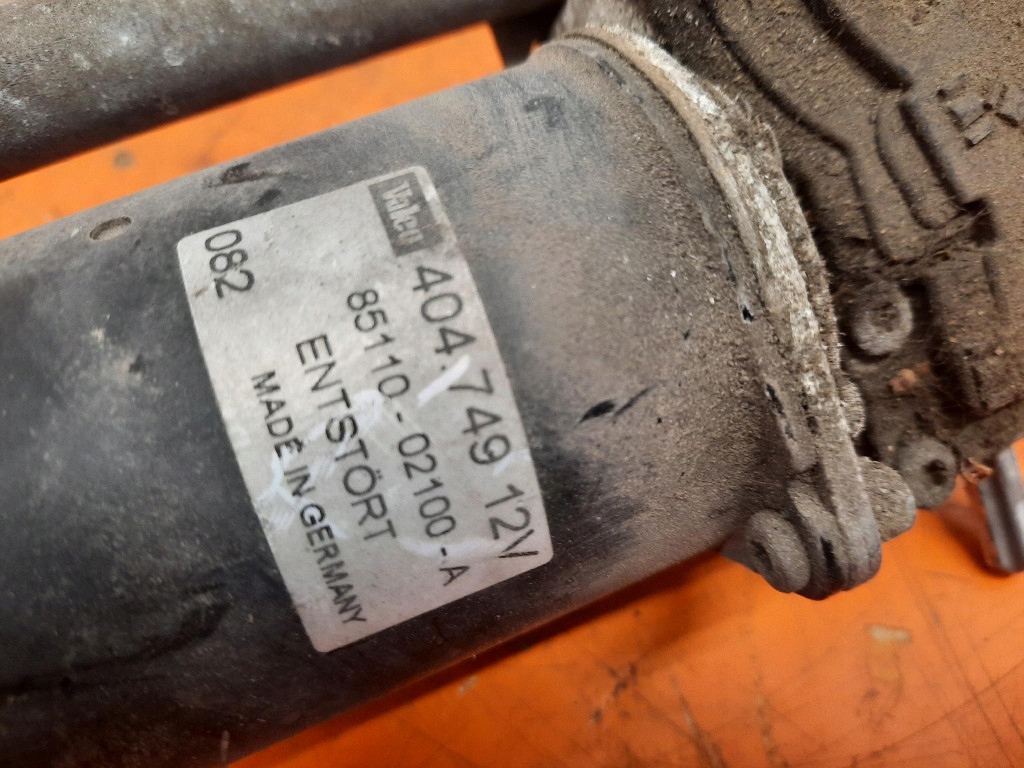 Valeo
404.749 12V
082
85110-02100-A
ENTSTÖRT
MADE IN GERMANY